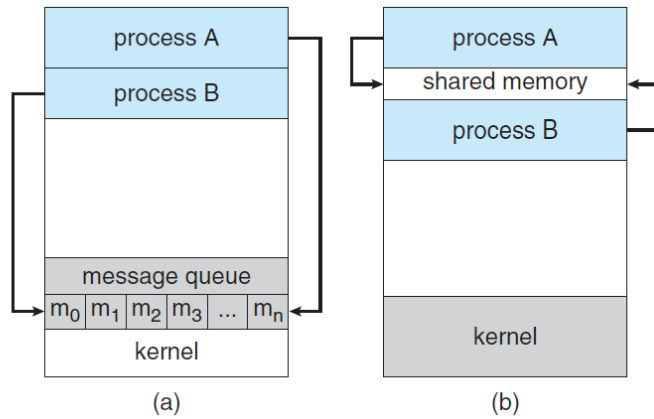 process A
process B
message queue
m0 m1 m2 m3 ... mn
kernel
(a)
process A
shared memory
process B
kernel
(b)